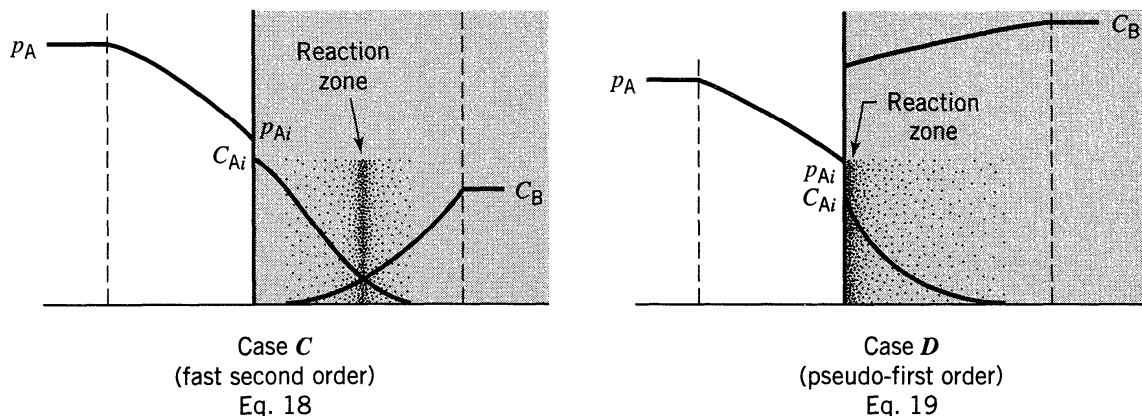 p_A
Reaction
zone
p_Ai
C_Ai
C_B
Case C
(fast second order)
Eq. 18
C_B
p_A
Reaction
zone
p_Ai
C_Ai
Case D
(pseudo-first order)
Eq. 19